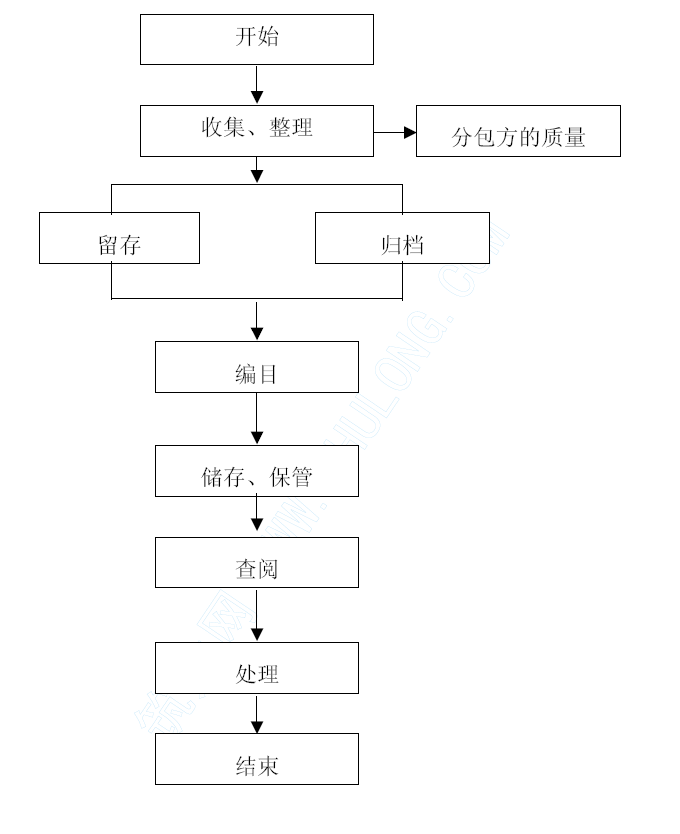 开始
收集、整理
分包方的质量
留存
归档
编目
储存、保管
查阅
处理
结束